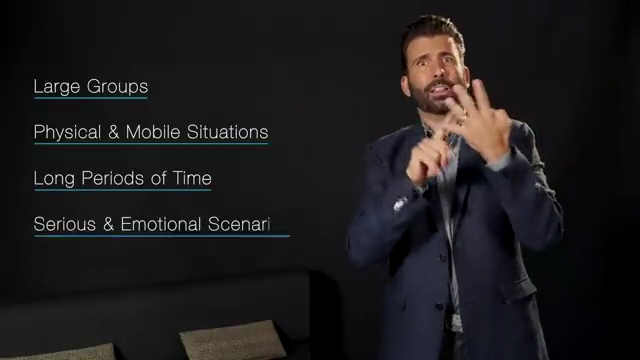 Large Groups
Physical & Mobile Situations
Long Periods of Time
Serious & Emotional Scenari